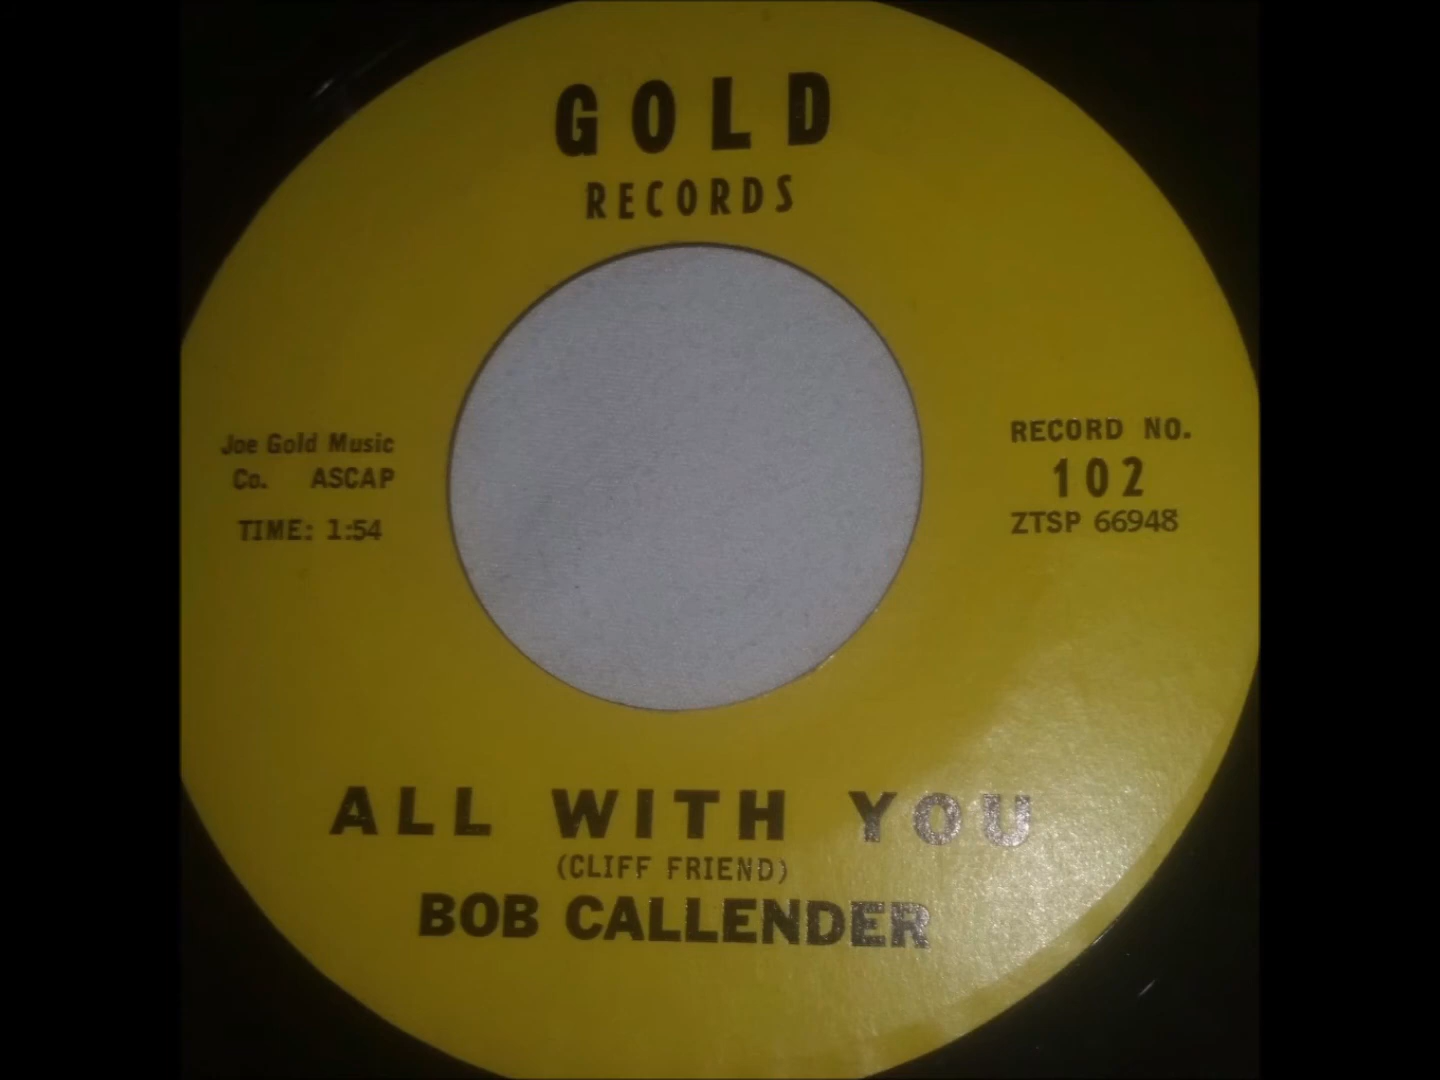 GOLD
RECORDS
Joe Gold Music
Co. ASCAP
TIME: 1:54
RECORD NO.
102
ZTSP 66948
ALL WITH YOU
(CLIFF FRIEND)
BOB CALLENDER